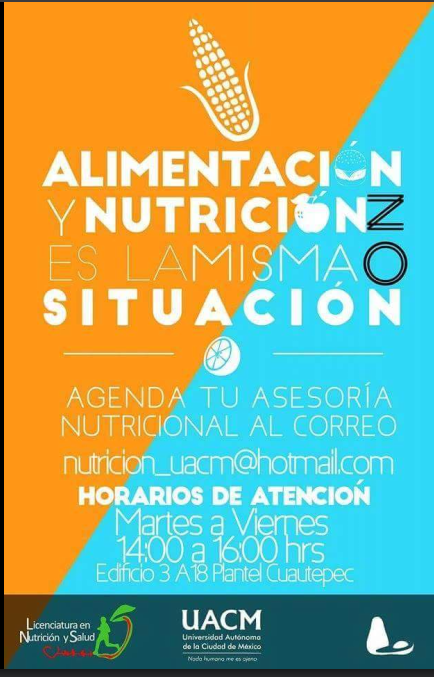 ALIMENTACIÓN
Y NUTRICIÓN NO
ES LA MISMA
SITUACIÓN
AGENDA TU ASESORÍA
NUTRICIONAL AL CORREO
nutricion_uacm@hotmail.com
HORARIOS DE ATENCIÓN
Martes a Viernes
14:00 a 16:00 hrs
Edificio 3 A18 Plantel Cuautepec
Licenciatura en
Nutrición y Salud
UACM
Universidad Autónoma
de la Ciudad de México
Nada humano me es ajeno